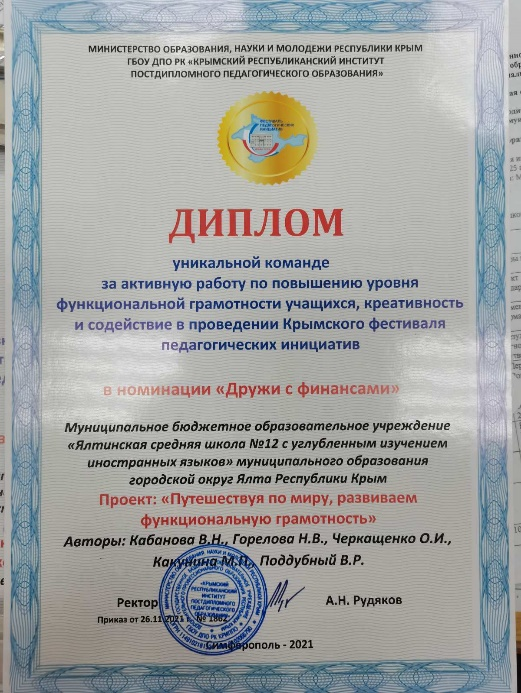 МИНИСТЕРСТВО ОБРАЗОВАНИЯ, НАУКИ И МОЛОДЕЖИ РЕСПУБЛИКИ КРЫМ
ГБОУ ДПО РК «КРЫМСКИЙ РЕСПУБЛИКАНСКИЙ ИНСТИТУТ
ПОСТДИПЛОМНОГО ПЕДАГОГИЧЕСКОГО ОБРАЗОВАНИЯ»
ФЕСТИВАЛЬ
ПЕДАГОГИЧЕСКИХ
ИНИЦИАТИВ
ДИПЛОМ
уникальной команде
за активную работу по повышению уровня
функциональной грамотности учащихся, креативность
и содействие в проведении Крымского фестиваля
педагогических инициатив
в номинации «Дружи с финансами»
Муниципальное бюджетное образовательное учреждение
«Ялтинская средняя школа №12 с углубленным изучением
иностранных языков» муниципального образования
городской округ Ялта Республики Крым
Проект: «Путешествуя по миру, развиваем
функциональную грамотность»
Авторы: Кабанова В.Н., Горелова Н.В., Черкащенко О.И.,
Какунина М.П., Поддубный В.Р.
«КРЫМСКИЙ
РЕСПУБЛИКАНСКИЙ
ИНСТИТУТ
ПОСТДИПЛОМНОГО
ПЕДАГОГИЧЕСКОГО
ОБРАЗОВАНИЯ»
Ректор А.Н. Рудяков
Приказ от 26.11.2021 г. № 1862
Симферополь - 2021